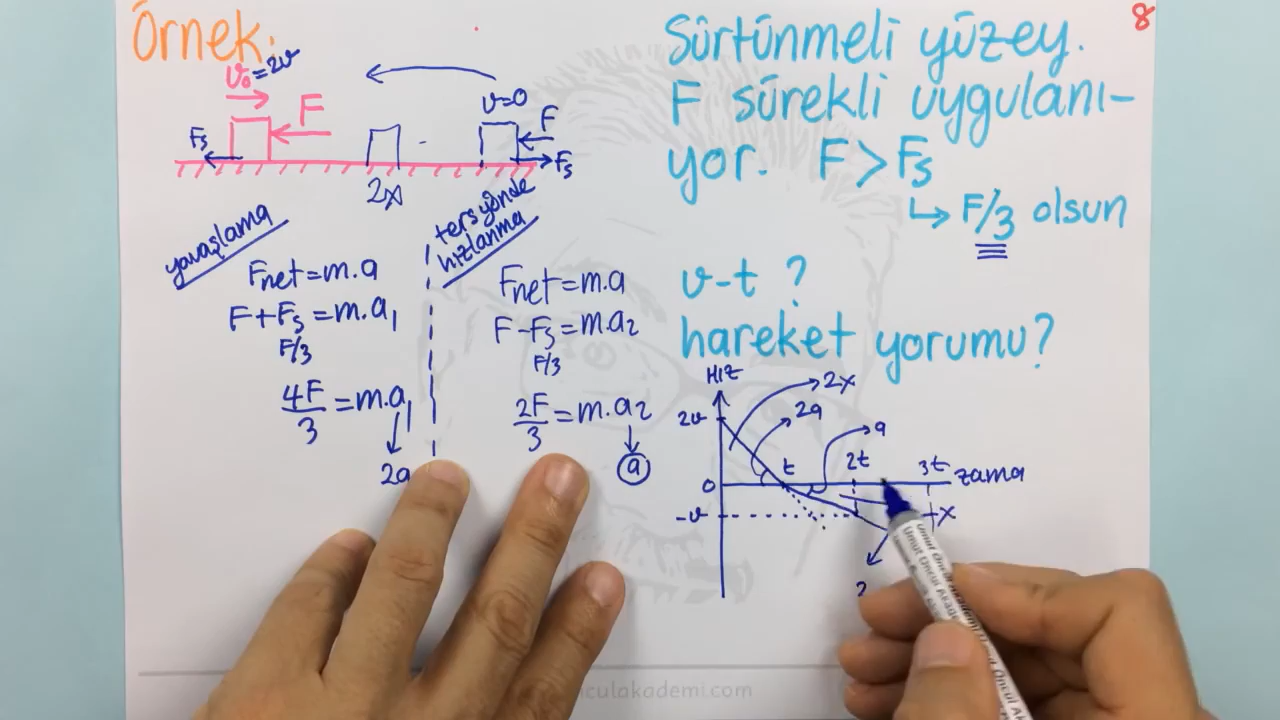 Örnek:
8
v₀=2v
F
Fs
v=0
F
Fs
2x
Sürtünmeli yüzey.
F sürekli uygulanı-
yor. F>Fs
↳ F/3 olsun
v-t ?
hareket yorumu?
yavaşlama
Fnet=m.a
F+Fs=m.a₁
F/3
4F/3=m.a₁
2a
ters yönde
hızlanma
Fnet=m.a
F-Fs=m.a₂
F/3
2F/3=m.a₂
a
HIZ
2x
2v
2a
a
t
2t
3t
zama
0
-v
x